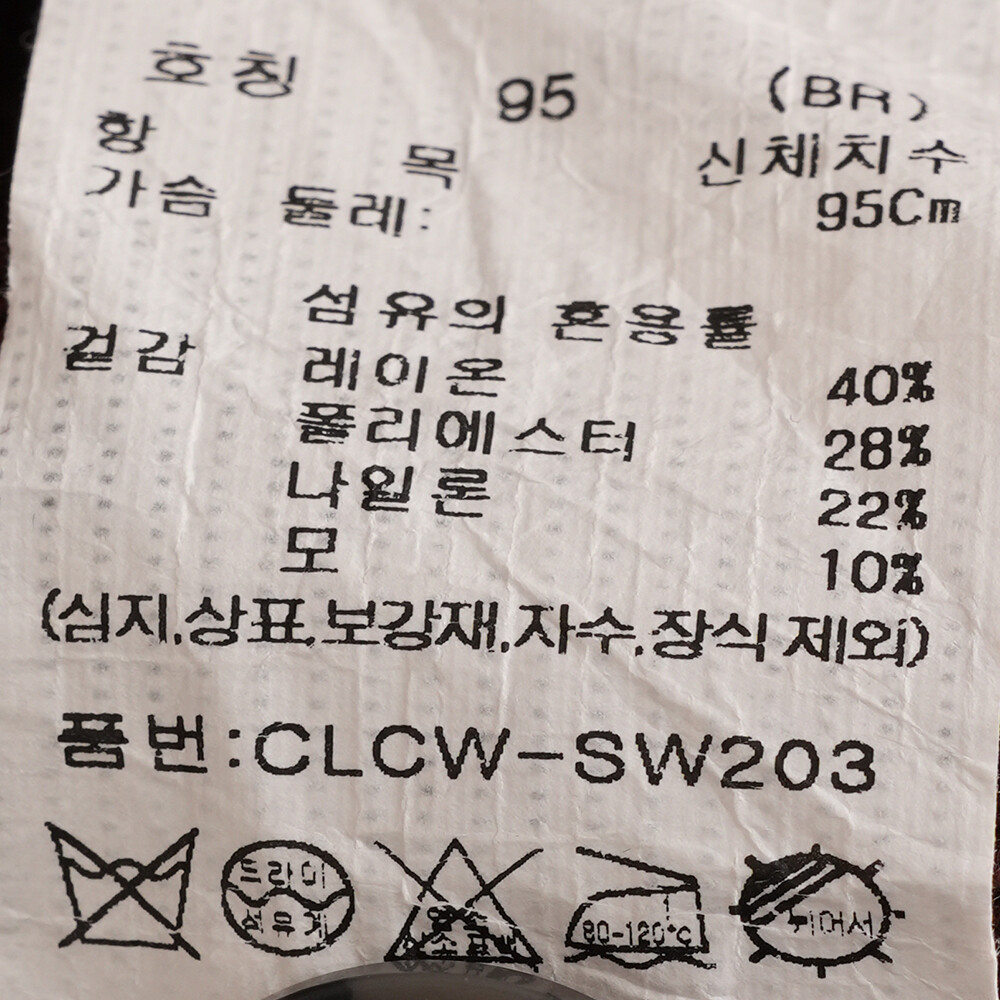 호칭 95 (BR)
항 목 신체치수
가슴 둘레: 95Cm
섬유의 혼용률
겉감 레이온 40%
폴리에스터 28%
나일론 22%
모 10%
(심지,상표,보강재,자수,장식 제외)
품번:CLCW-SW203
드라이
섬유계
80-120°C
뉘어서